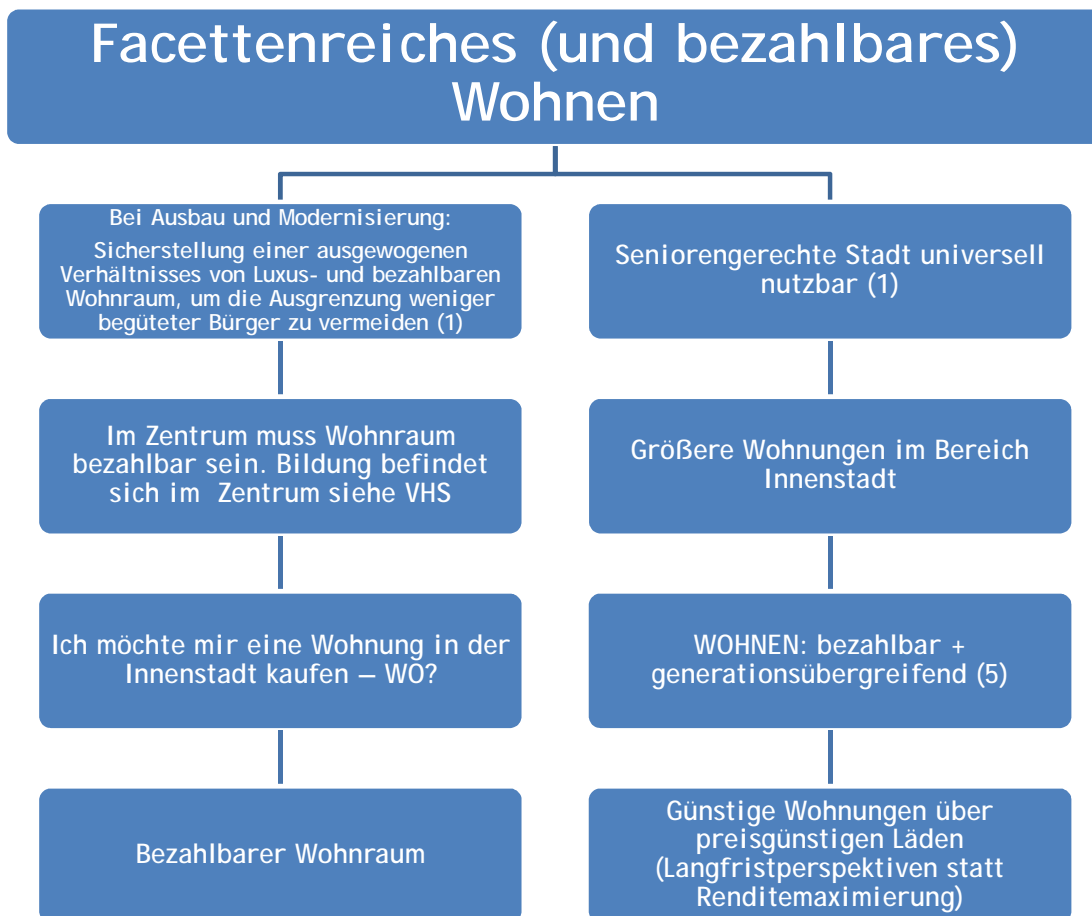 Facettenreiches (und bezahlbares)
Wohnen
Bei Ausbau und Modernisierung:
Sicherstellung einer ausgewogenen
Verhältnisses von Luxus- und bezahlbaren
Wohnraum, um die Ausgrenzung weniger
begüteter Bürger zu vermeiden (1)
Im Zentrum muss Wohnraum
bezahlbar sein. Bildung befindet
sich im Zentrum siehe VHS
Ich möchte mir eine Wohnung in der
Innenstadt kaufen – WO?
Bezahlbarer Wohnraum
Seniorengerechte Stadt universell
nutzbar (1)
Größere Wohnungen im Bereich
Innenstadt
WOHNEN: bezahlbar +
generationsübergreifend (5)
Günstige Wohnungen über
preisgünstigen Läden
(Langfristperspektiven statt
Renditemaximierung)